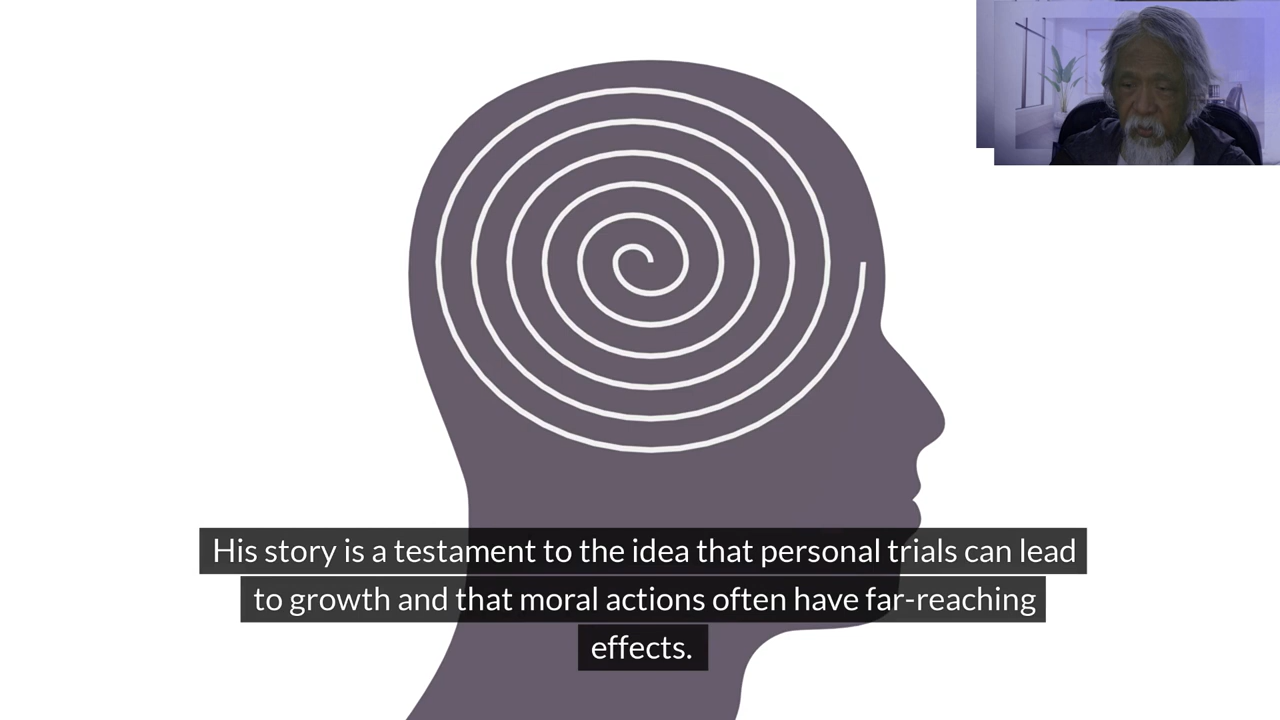 His story is a testament to the idea that personal trials can lead
to growth and that moral actions often have far-reaching
effects.